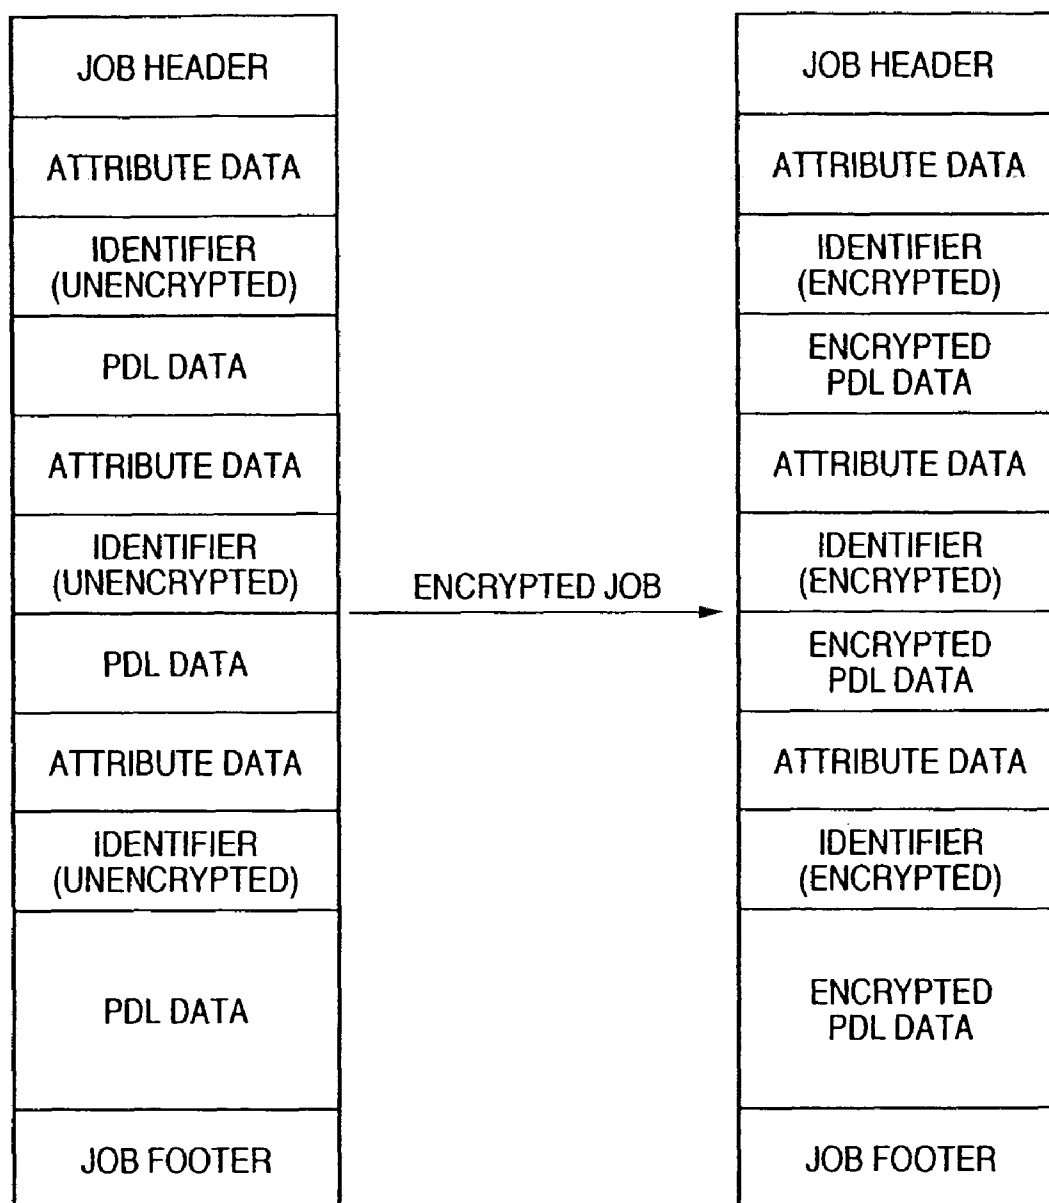 JOB HEADER
ATTRIBUTE DATA
IDENTIFIER
(UNENCRYPTED)
PDL DATA
ATTRIBUTE DATA
IDENTIFIER
(UNENCRYPTED)
PDL DATA
ATTRIBUTE DATA
IDENTIFIER
(UNENCRYPTED)
PDL DATA
JOB FOOTER
ENCRYPTED JOB
JOB HEADER
ATTRIBUTE DATA
IDENTIFIER
(ENCRYPTED)
ENCRYPTED
PDL DATA
ATTRIBUTE DATA
IDENTIFIER
(ENCRYPTED)
ENCRYPTED
PDL DATA
ATTRIBUTE DATA
IDENTIFIER
(ENCRYPTED)
ENCRYPTED
PDL DATA
JOB FOOTER